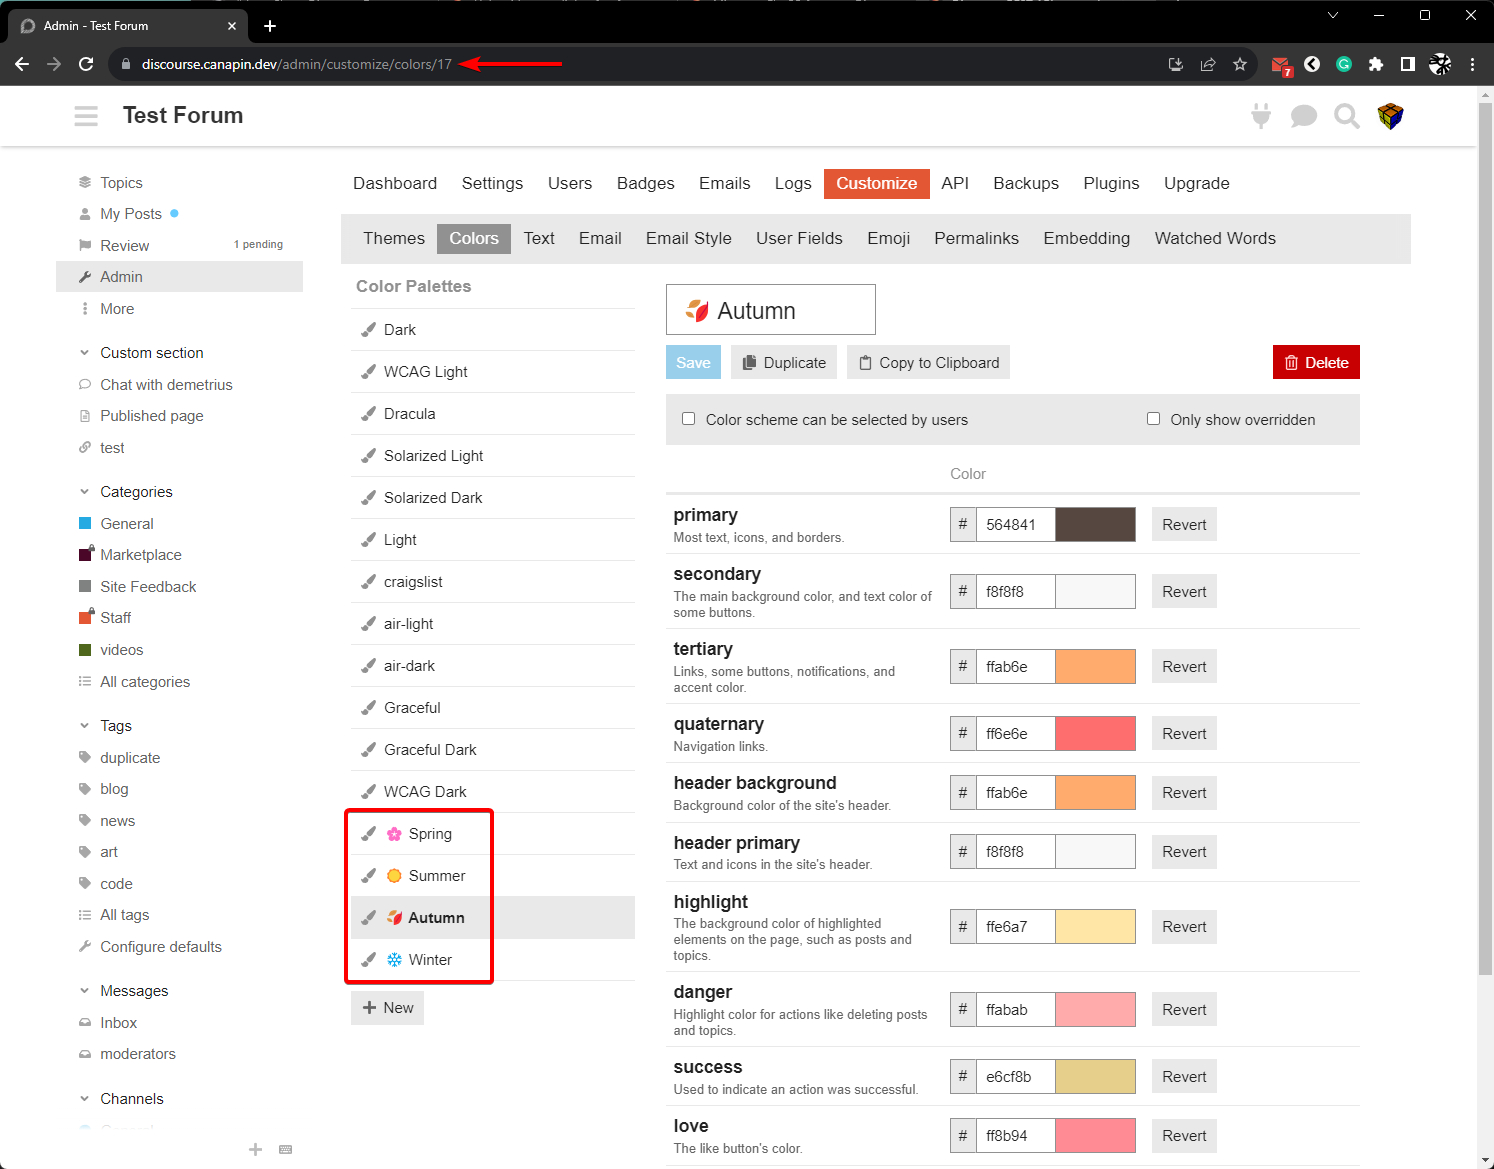 Admin - Test Forum
discourse.canapin.dev/admin/customize/colors/17
7
Test Forum
Topics
My Posts
Review 1 pending
Admin
More
Custom section
Chat with demetrius
Published page
test
Categories
General
Marketplace
Site Feedback
Staff
videos
All categories
Tags
duplicate
blog
news
art
code
All tags
Configure defaults
Messages
Inbox
moderators
Channels
Dashboard Settings Users Badges Emails Logs Customize API Backups Plugins Upgrade
Themes Colors Text Email Email Style User Fields Emoji Permalinks Embedding Watched Words
Color Palettes
Dark
WCAG Light
Dracula
Solarized Light
Solarized Dark
Light
craigslist
air-light
air-dark
Graceful
Graceful Dark
WCAG Dark
Spring
Summer
Autumn
Winter
New
Autumn
Save Duplicate Copy to Clipboard Delete
Color scheme can be selected by users Only show overridden
Color
primary
Most text, icons, and borders.
# 564841 Revert
secondary
The main background color, and text color of
some buttons.
# f8f8f8 Revert
tertiary
Links, some buttons, notifications, and
accent color.
# ffab6e Revert
quaternary
Navigation links.
# ff6e6e Revert
header background
Background color of the site's header.
# ffab6e Revert
header primary
Text and icons in the site's header.
# f8f8f8 Revert
highlight
The background color of highlighted
elements on the page, such as posts and
topics.
# ffe6a7 Revert
danger
Highlight color for actions like deleting posts
and topics.
# ffabab Revert
success
Used to indicate an action was successful.
# e6cf8b Revert
love
The like button's color.
# ff8b94 Revert